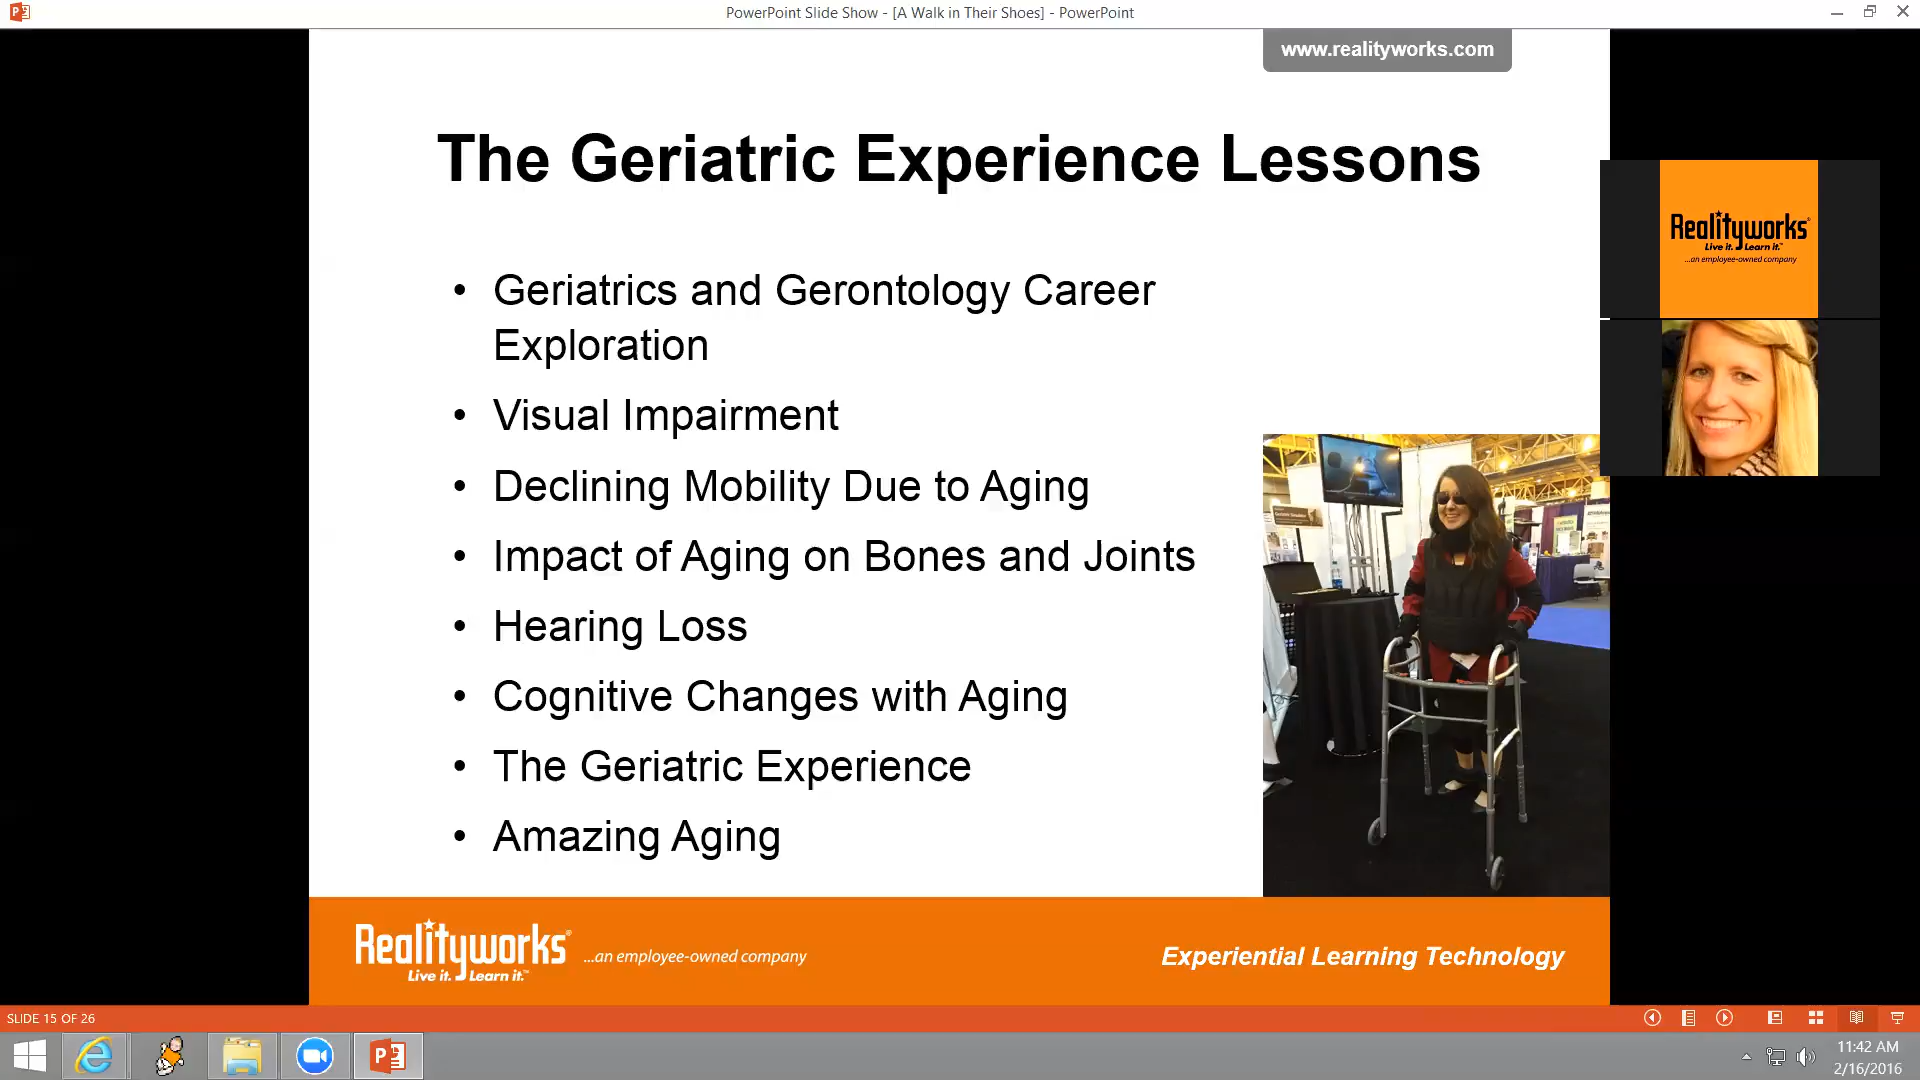 PowerPoint Slide Show - [A Walk in Their Shoes] - PowerPoint
www.realityworks.com
The Geriatric Experience Lessons
• Geriatrics and Gerontology Career
Exploration
• Visual Impairment
• Declining Mobility Due to Aging
• Impact of Aging on Bones and Joints
• Hearing Loss
• Cognitive Changes with Aging
• The Geriatric Experience
• Amazing Aging
Realityworks®
Live it. Learn it.™
...an employee-owned company
Realityworks®
Live it. Learn it.™
...an employee-owned company
Experiential Learning Technology
SLIDE 15 OF 26
11:42 AM
2/16/2016